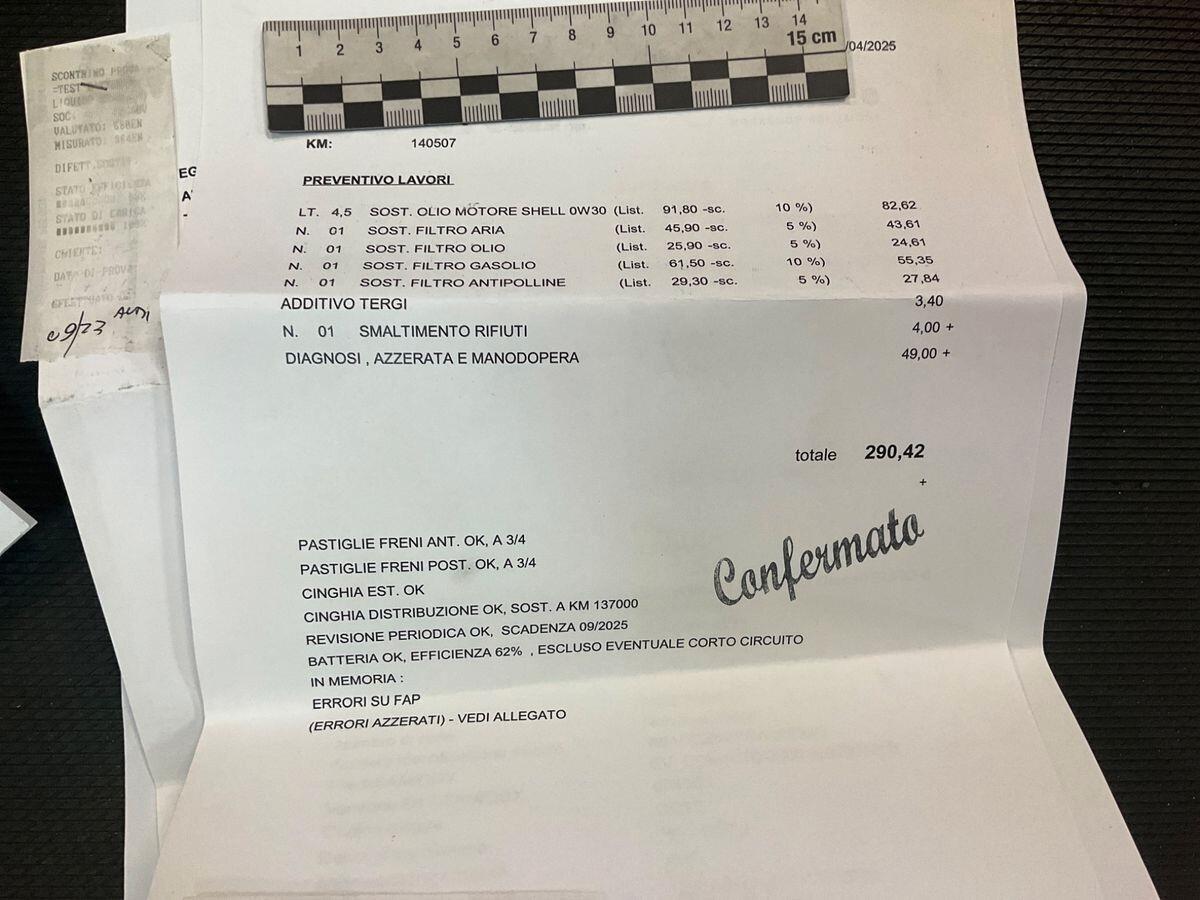 1 2 3 4 5 6 7 8 9 10 11 12 13 14
15 cm
/04/2025
SCONTRINO PROVA
=TEST
SOC.
VALUTATO:
MISURATO:
STATO EFFICIENZA
STATO DI CARICA
DATA DI PROVA
09/23 AUDI
EG
A
-
KM: 140507
PREVENTIVO LAVORI
LT. 4,5 SOST. OLIO MOTORE SHELL 0W30 (List. 91,80 -sc. 10 %) 82,62
N. 01 SOST. FILTRO ARIA (List. 45,90 -sc. 5 %) 43,61
N. 01 SOST. FILTRO OLIO (List. 25,90 -sc. 5 %) 24,61
N. 01 SOST. FILTRO GASOLIO (List. 61,50 -sc. 10 %) 55,35
N. 01 SOST. FILTRO ANTIPOLLINE (List. 29,30 -sc. 5 %) 27,84
ADDITIVO TERGI 3,40
N. 01 SMALTIMENTO RIFIUTI 4,00 +
DIAGNOSI , AZZERATA E MANODOPERA 49,00 +
totale 290,42
+
Confermato
PASTIGLIE FRENI ANT. OK, A 3/4
PASTIGLIE FRENI POST. OK, A 3/4
CINGHIA EST. OK
CINGHIA DISTRIBUZIONE OK, SOST. A KM 137000
REVISIONE PERIODICA OK, SCADENZA 09/2025
BATTERIA OK, EFFICIENZA 62% , ESCLUSO EVENTUALE CORTO CIRCUITO
IN MEMORIA :
ERRORI SU FAP
(ERRORI AZZERATI) - VEDI ALLEGATO